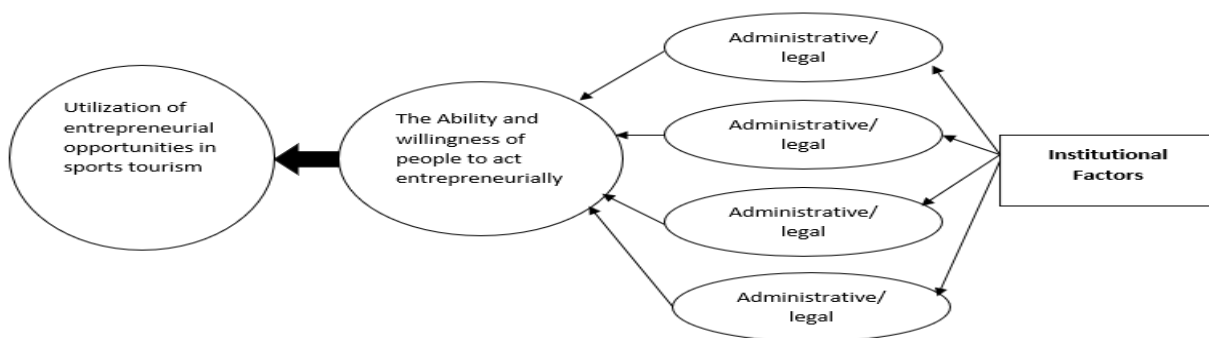 Utilization of
entrepreneurial
opportunities in
sports tourism
The Ability and
willingness of
people to act
entrepreneurially
Administrative/
legal
Administrative/
legal
Administrative/
legal
Administrative/
legal
Institutional
Factors